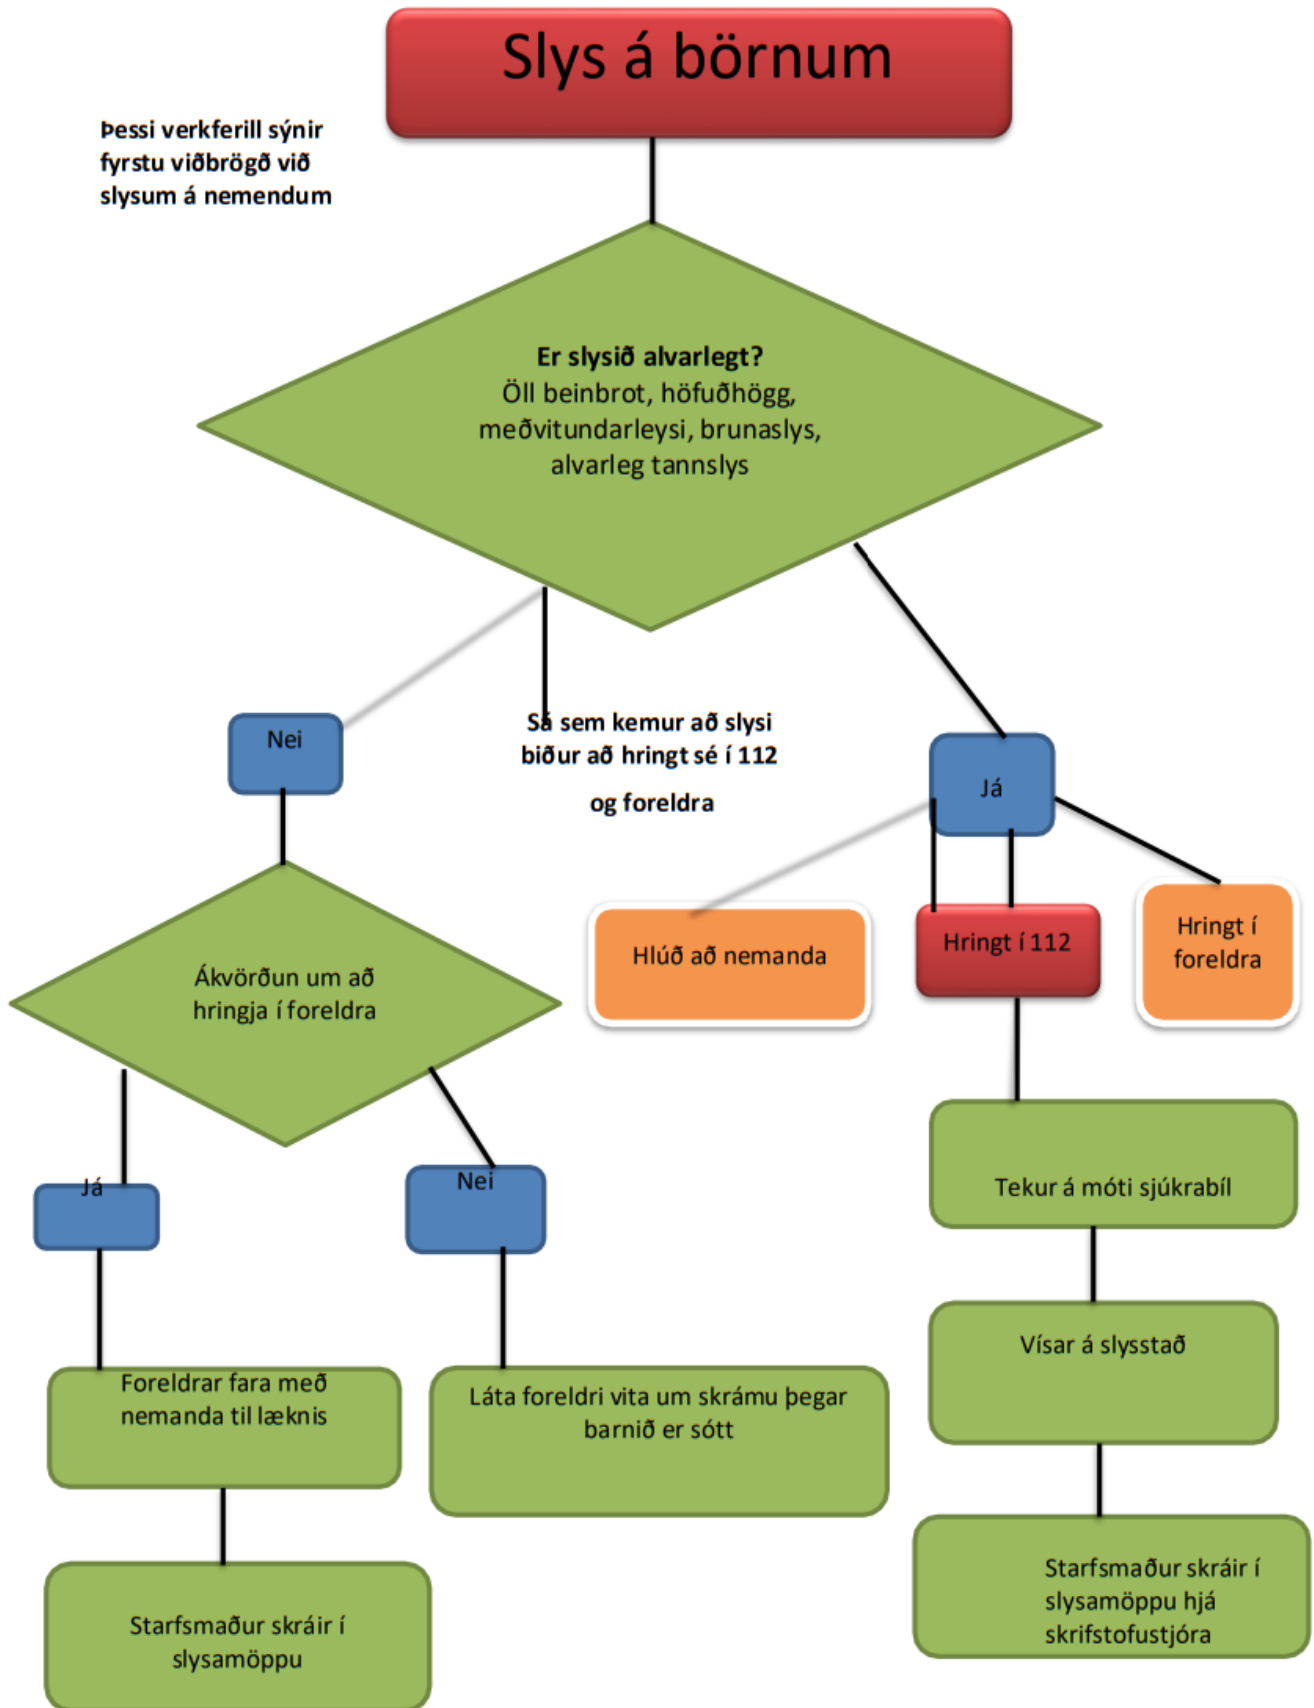 Slys á börnum
Þessi verkferill sýnir
fyrstu viðbrögð við
slysum á nemendum
Er slysið alvarlegt?
Öll beinbrot, höfuðhögg,
meðvitundarleysi, brunaslys,
alvarleg tannslys
Nei
Sá sem kemur að slysi
biður að hringt sé í 112
og foreldra
Já
Hlúð að nemanda
Hringt í 112
Hringt í
foreldra
Ákvörðun um að
hringja í foreldra
Já
Nei
Tekur á móti sjúkrabíl
Vísar á slysstað
Foreldrar fara með
nemanda til læknis
Láta foreldri vita um skrámu þegar
barnið er sótt
Starfsmaður skráir í
slysamöppu
Starfsmaður skráir í
slysamöppu hjá
skrifstofustjóra